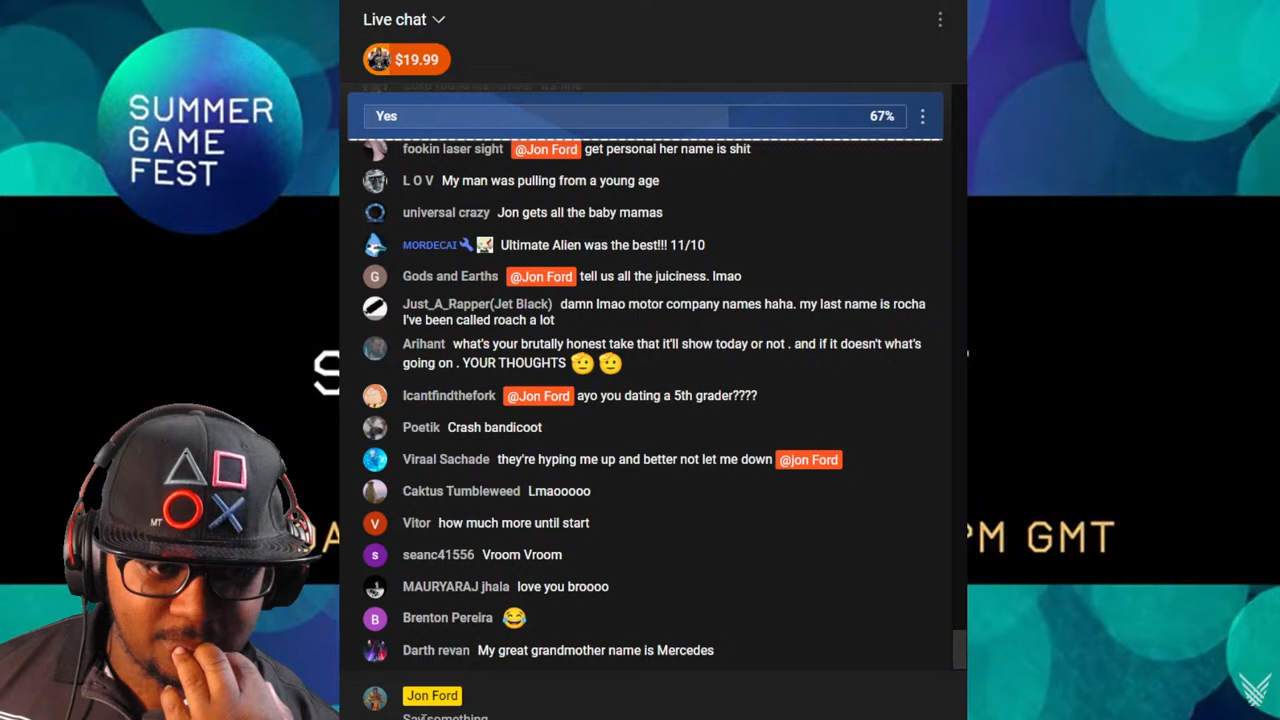 Live chat
$19.99
SUMMER
GAME
FEST
Yes 67%
fookin laser sight @Jon Ford get personal her name is shit
L O V My man was pulling from a young age
universal crazy Jon gets all the baby mamas
MORDECAI Ultimate Alien was the best!!! 11/10
G Gods and Earths @Jon Ford tell us all the juiciness. lmao
Just_A_Rapper(Jet Black) damn lmao motor company names haha. my last name is rocha
I've been called roach a lot
Arihant what's your brutally honest take that it'll show today or not . and if it doesn't what's
going on . YOUR THOUGHTS 🫡 🫡
Icantfindthefork @Jon Ford ayo you dating a 5th grader????
Poetik Crash bandicoot
Viraal Sachade they're hyping me up and better not let me down @jon Ford
Caktus Tumbleweed Lmaooooo
V Vitor how much more until start
s seanc41556 Vroom Vroom
MAURYARAJ jhala love you broooo
B Brenton Pereira 😂
Darth revan My great grandmother name is Mercedes
Jon Ford
Say something
MT
PM GMT